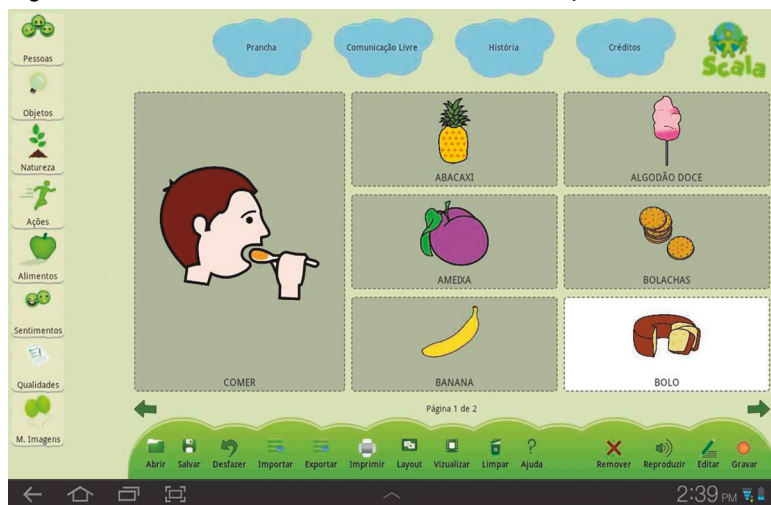 Prancha
Comunicação Livre
História
Créditos
Scala
Pessoas
Objetos
Natureza
Ações
Alimentos
Sentimentos
Qualidades
M. Imagens
COMER
ABACAXI
ALGODÃO DOCE
AMEIXA
BOLACHAS
BANANA
BOLO
Página 1 de 2
Abrir Salvar Desfazer Importar Exportar Imprimir Layout Vizualizar Limpar Ajuda Remover Reproduzir Editar Gravar
2:39 PM